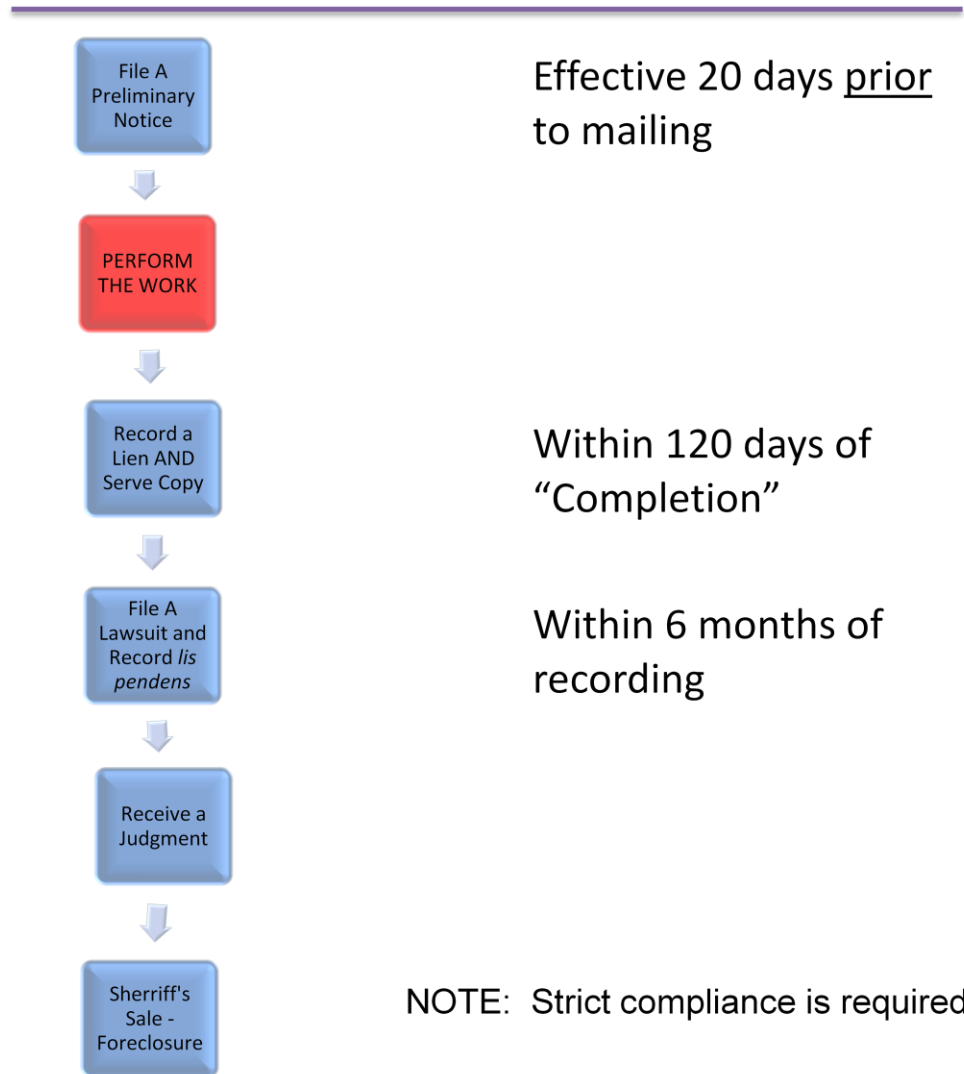 File A
Preliminary
Notice
Effective 20 days prior
to mailing
PERFORM
THE WORK
Record a
Lien AND
Serve Copy
Within 120 days of
“Completion”
File A
Lawsuit and
Record lis
pendens
Within 6 months of
recording
Receive a
Judgment
Sherriff's
Sale -
Foreclosure
NOTE: Strict compliance is required